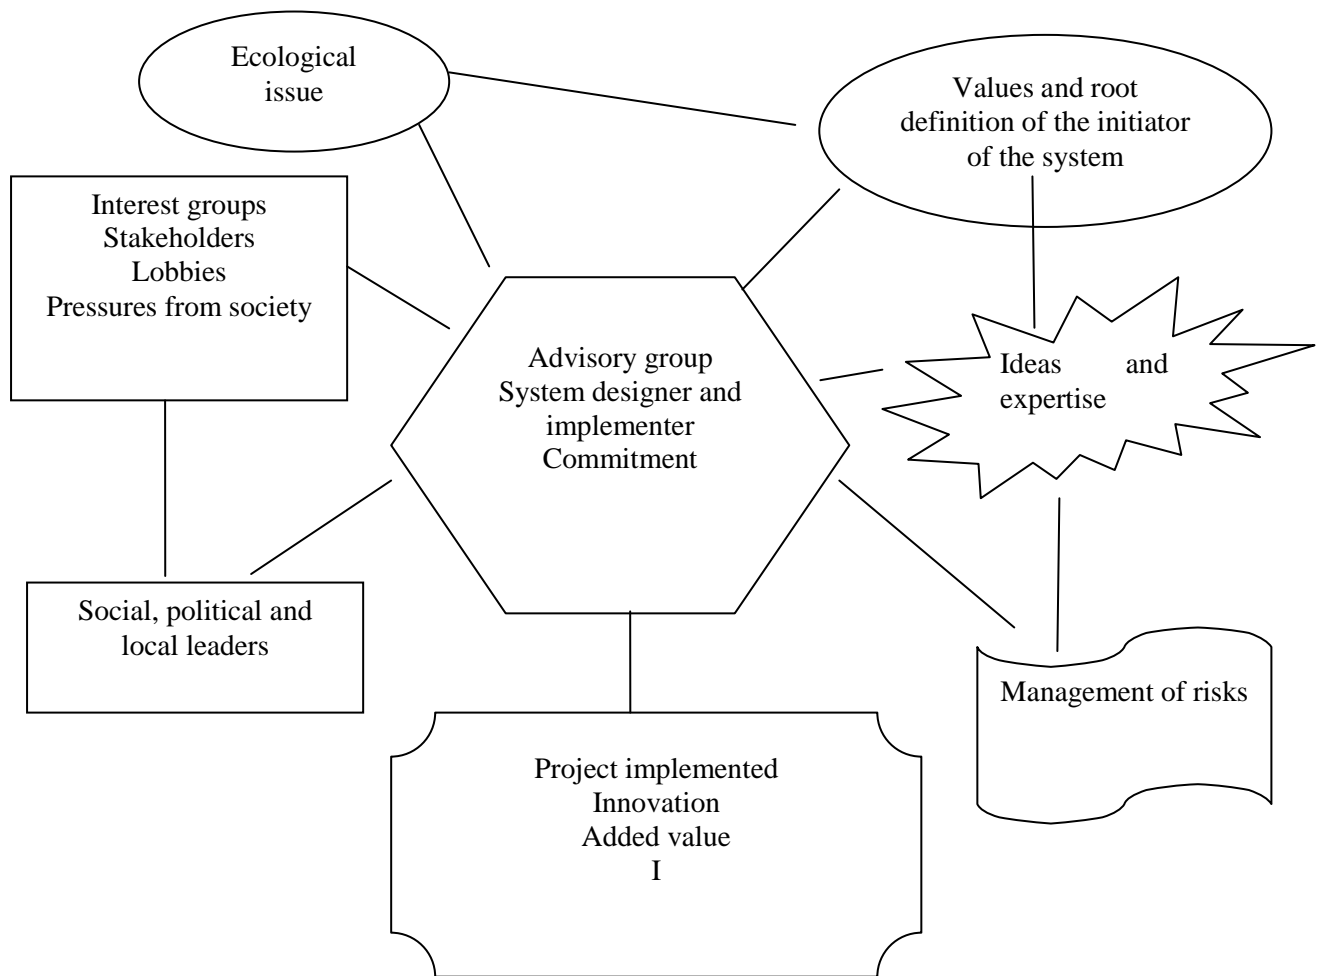 Ecological
issue
Values and root
definition of the initiator
of the system
Interest groups
Stakeholders
Lobbies
Pressures from society
Advisory group
System designer and
implementer
Commitment
Ideas and
expertise
Social, political and
local leaders
Management of risks
Project implemented
Innovation
Added value
I